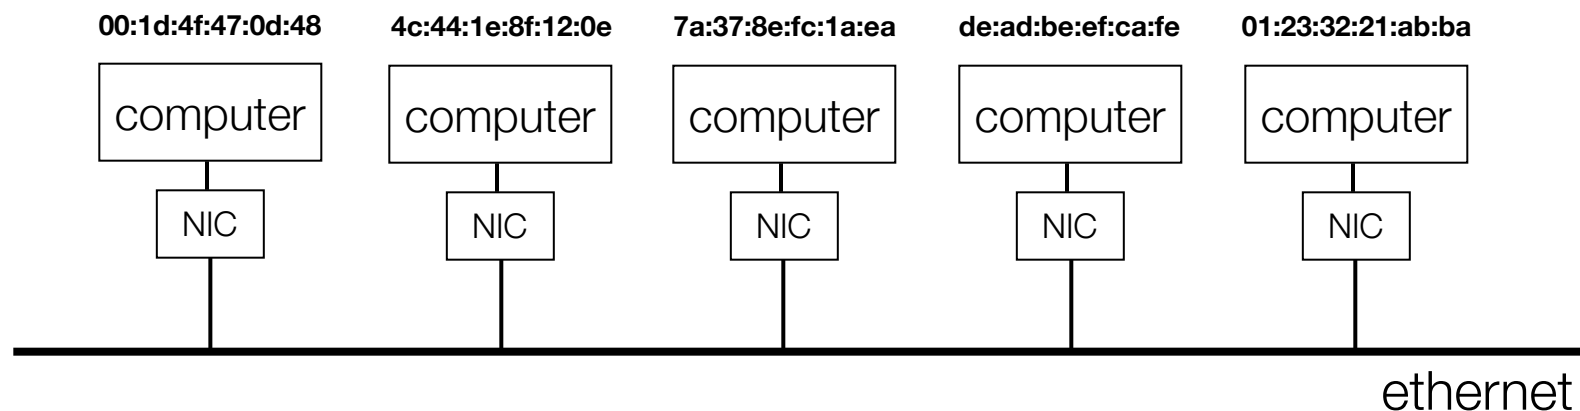 00:1d:4f:47:0d:48 4c:44:1e:8f:12:0e 7a:37:8e:fc:1a:ea de:ad:be:ef:ca:fe 01:23:32:21:ab:ba
computer computer computer computer computer
NIC NIC NIC NIC NIC
ethernet